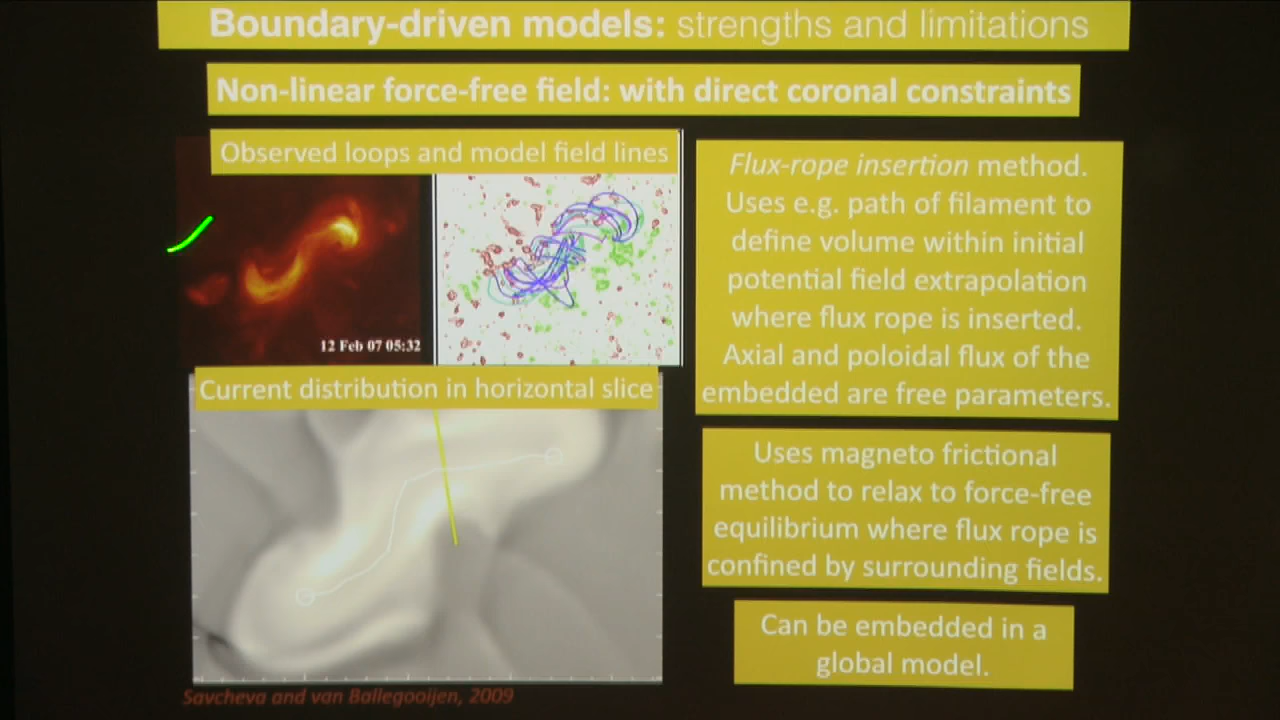 Boundary-driven models: strengths and limitations
Non-linear force-free field: with direct coronal constraints
Observed loops and model field lines
12 Feb 07 05:32
Current distribution in horizontal slice
Savcheva and van Ballegooijen, 2009
Flux-rope insertion method.
Uses e.g. path of filament to
define volume within initial
potential field extrapolation
where flux rope is inserted.
Axial and poloidal flux of the
embedded are free parameters.
Uses magneto frictional
method to relax to force-free
equilibrium where flux rope is
confined by surrounding fields.
Can be embedded in a
global model.